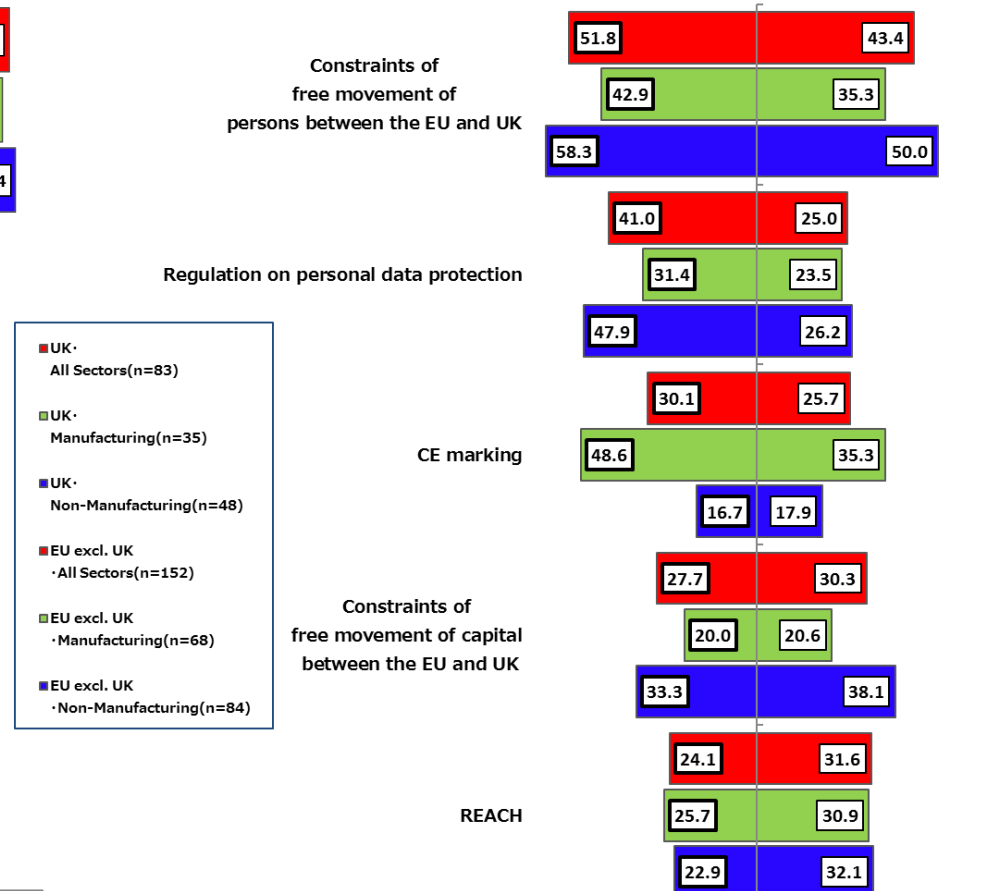 51.8 43.4
Constraints of
free movement of
persons between the EU and UK
42.9 35.3
58.3 50.0
4
41.0 25.0
Regulation on personal data protection
31.4 23.5
47.9 26.2
UK・
All Sectors(n=83)
UK・
Manufacturing(n=35)
UK・
Non-Manufacturing(n=48)
EU excl. UK
・All Sectors(n=152)
EU excl. UK
・Manufacturing(n=68)
EU excl. UK
・Non-Manufacturing(n=84)
30.1 25.7
CE marking
48.6 35.3
16.7 17.9
27.7 30.3
Constraints of
free movement of capital
between the EU and UK
20.0 20.6
33.3 38.1
24.1 31.6
REACH
25.7 30.9
22.9 32.1